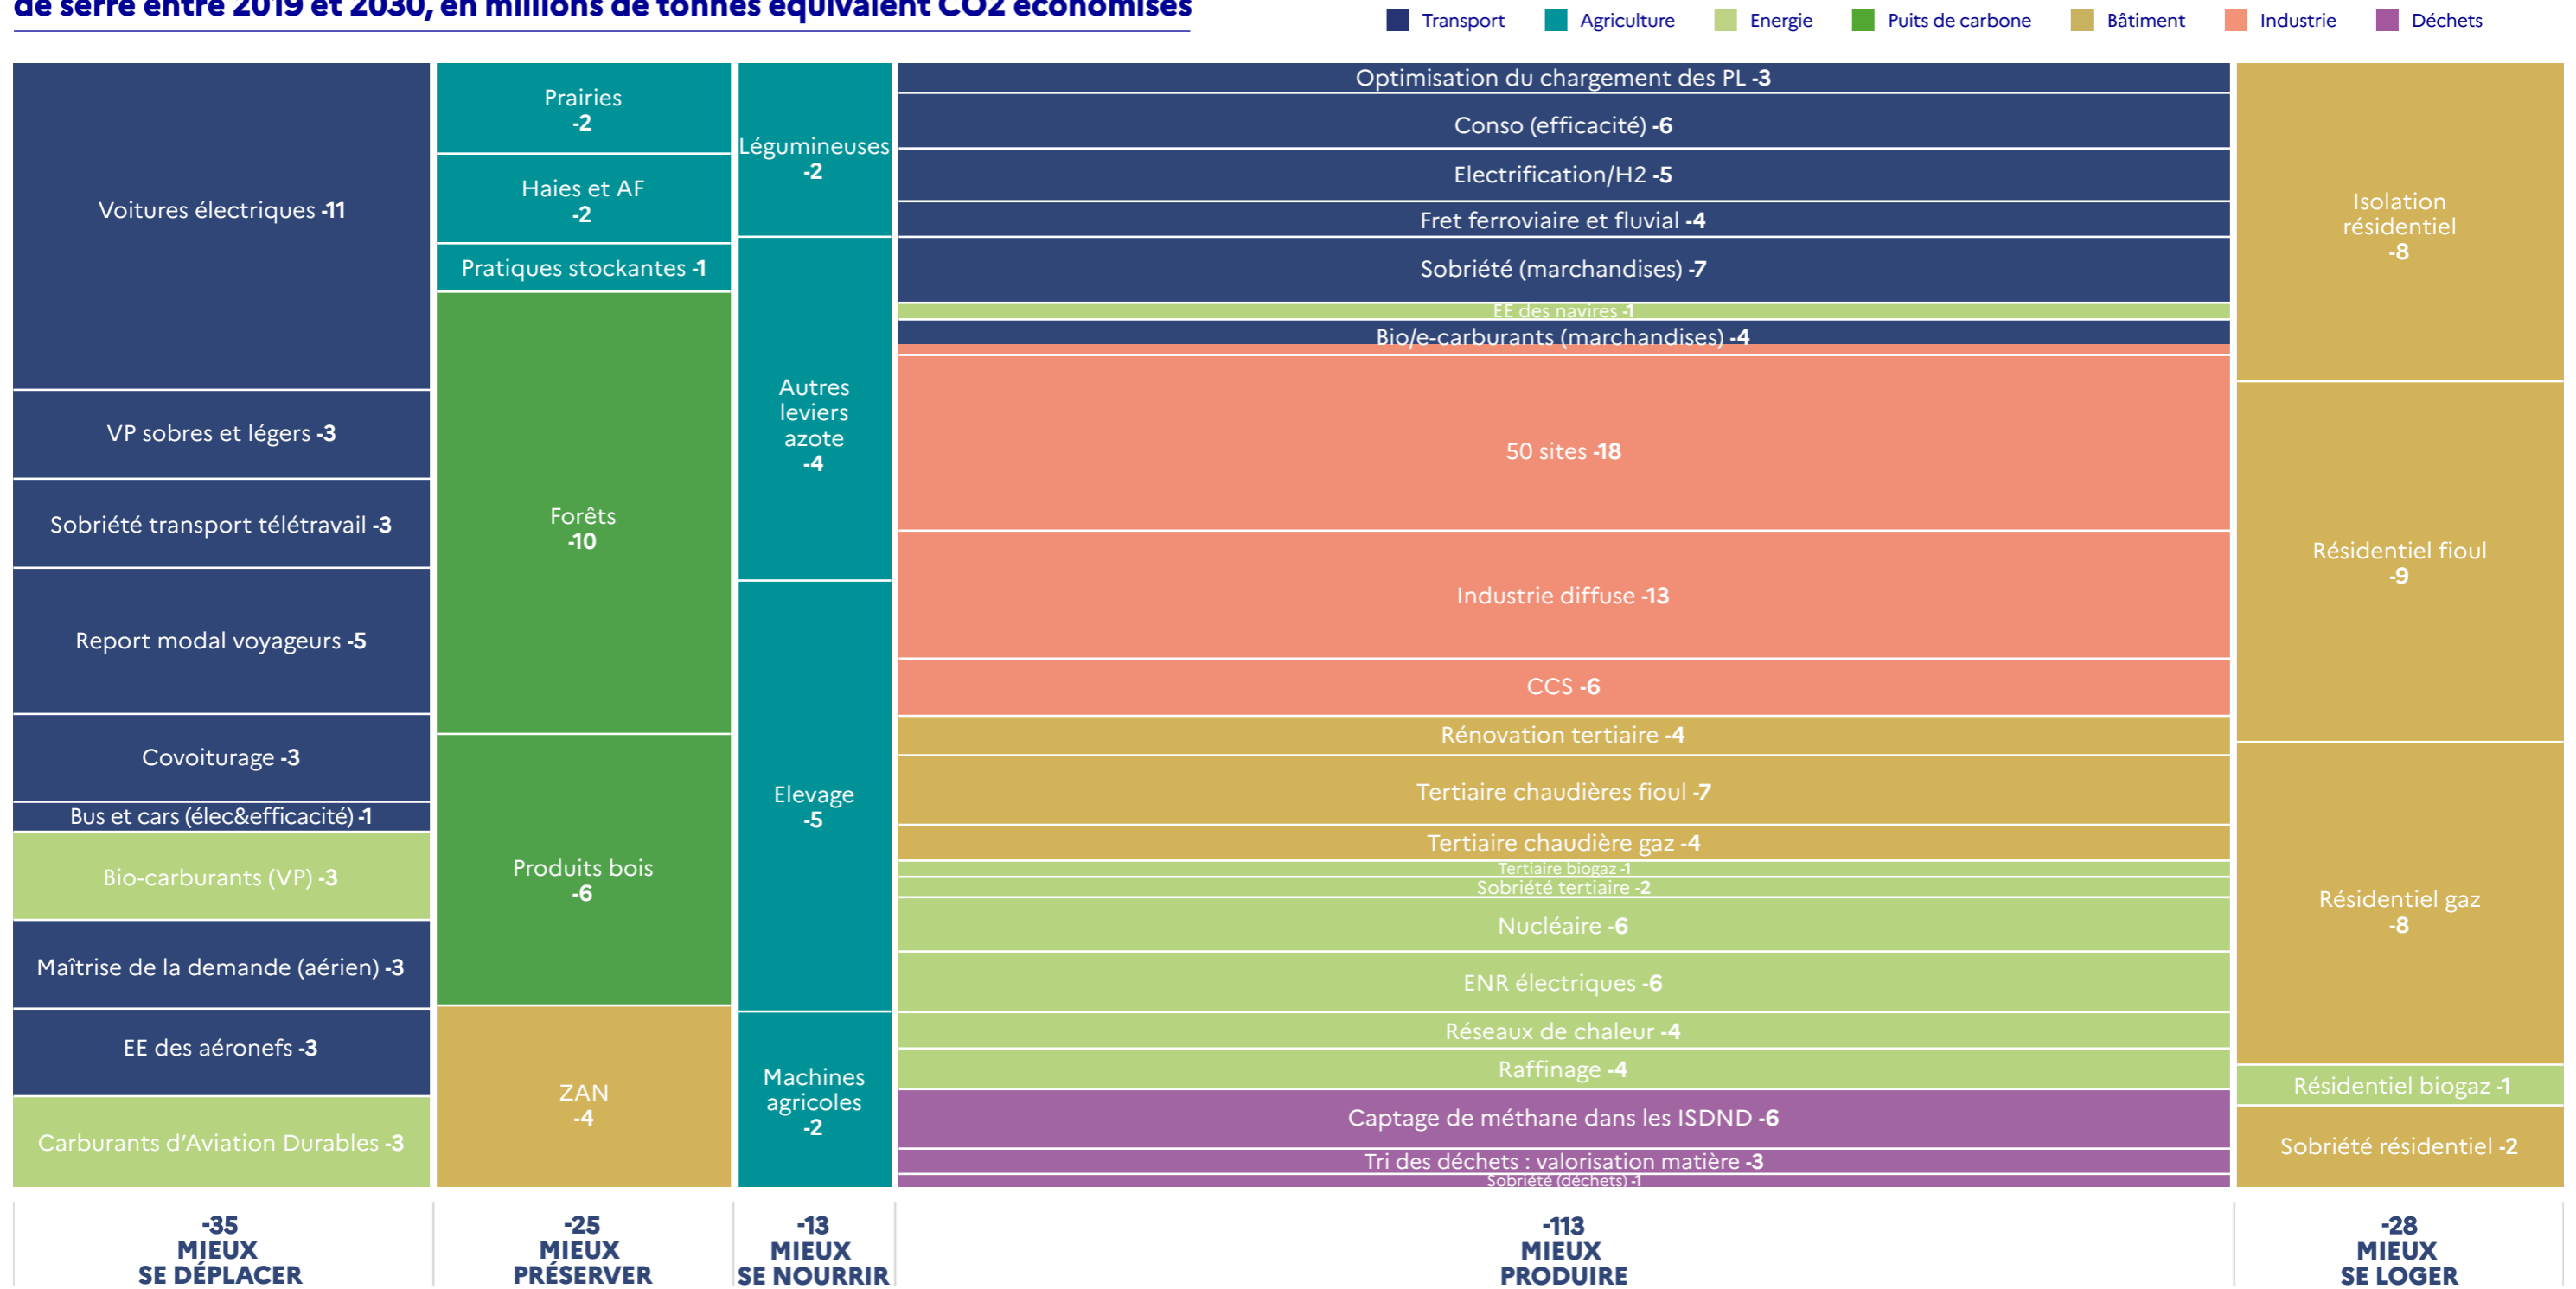 de serre entre 2019 et 2030, en millions de tonnes équivalent CO2 économisés
Transport
Agriculture
Energie
Puits de carbone
Bâtiment
Industrie
Déchets
Voitures électriques -11
VP sobres et légers -3
Sobriété transport télétravail -3
Report modal voyageurs -5
Covoiturage -3
Bus et cars (élec&efficacité) -1
Bio-carburants (VP) -3
Maîtrise de la demande (aérien) -3
EE des aéronefs -3
Carburants d'Aviation Durables -3
-35
MIEUX
SE DÉPLACER
Prairies
-2
Haies et AF
-2
Pratiques stockantes -1
Forêts
-10
Produits bois
-6
ZAN
-4
-25
MIEUX
PRÉSERVER
Légumineuses
-2
Autres
leviers
azote
-4
Elevage
-5
Machines
agricoles
-2
-13
MIEUX
SE NOURRIR
Optimisation du chargement des PL -3
Conso (efficacité) -6
Electrification/H2 -5
Fret ferroviaire et fluvial -4
Sobriété (marchandises) -7
EE des navires -1
Bio/e-carburants (marchandises) -4
50 sites -18
Industrie diffuse -13
CCS -6
Rénovation tertiaire -4
Tertiaire chaudières fioul -7
Tertiaire chaudière gaz -4
Tertiaire biogaz -1
Sobriété tertiaire -2
Nucléaire -6
ENR électriques -6
Réseaux de chaleur -4
Raffinage -4
Captage de méthane dans les ISDND -6
Tri des déchets : valorisation matière -3
Sobriété (déchets) -1
-113
MIEUX
PRODUIRE
Isolation
résidentiel
-8
Résidentiel fioul
-9
Résidentiel gaz
-8
Résidentiel biogaz -1
Sobriété résidentiel -2
-28
MIEUX
SE LOGER